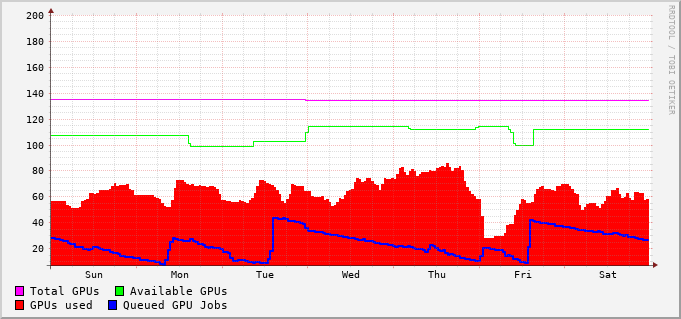 200
180
160
140
120
100
80
60
40
20
Sun Mon Tue Wed Thu Fri Sat
Total GPUs Available GPUs
GPUs used Queued GPU Jobs
RRDTOOL / TOBI OETIKER